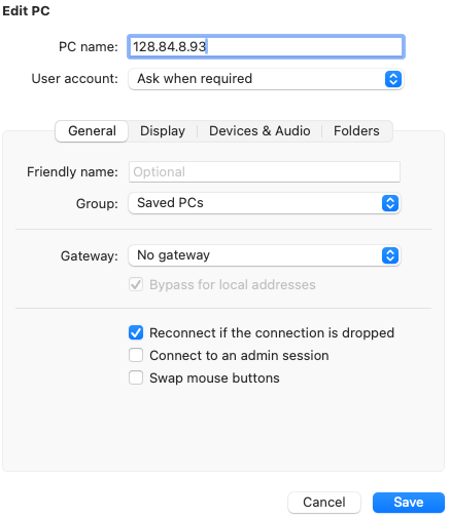 Edit PC
PC name: 128.84.8.93
User account: Ask when required
General Display Devices & Audio Folders
Friendly name: Optional
Group: Saved PCs
Gateway: No gateway
Bypass for local addresses
Reconnect if the connection is dropped
Connect to an admin session
Swap mouse buttons
Cancel Save